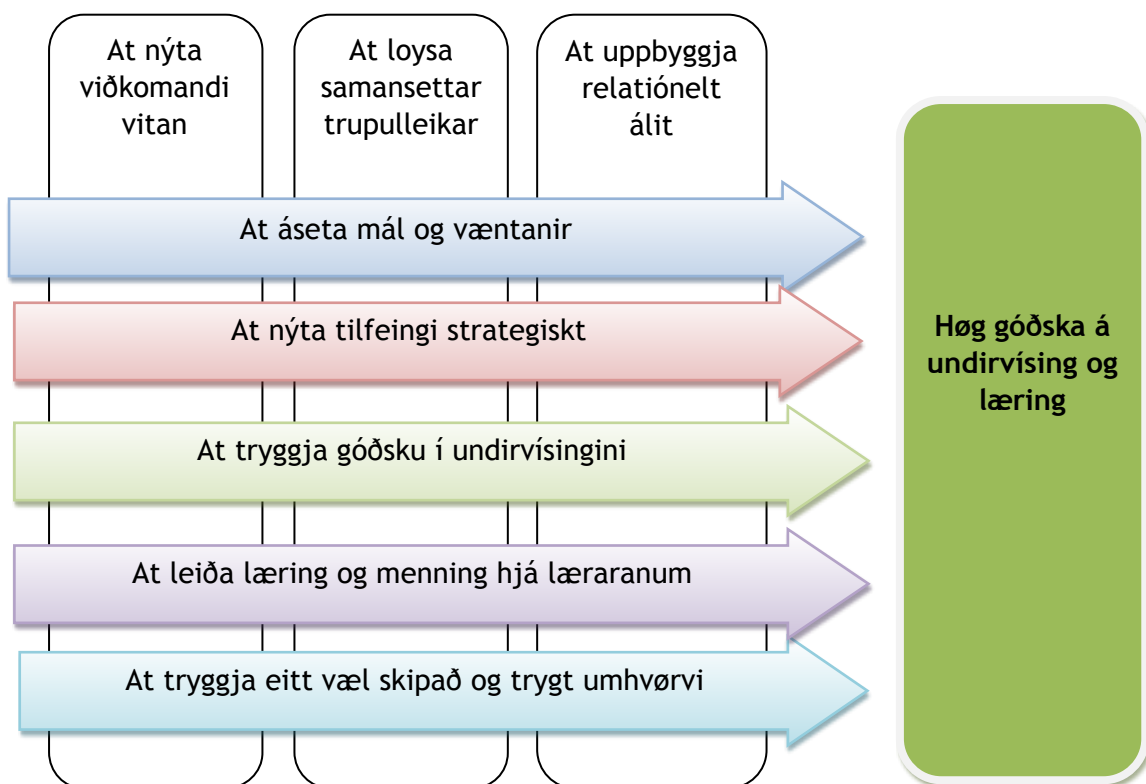 At nýta
viðkomandi
vitan
At loysa
samansettar
trupulleikar
At uppbyggja
relatiónelt
álit
At áseta mál og væntanir
At nýta tilfeingi strategiskt
At tryggja góðsku í undirvísingini
At leiða læring og menning hjá læraranum
At tryggja eitt væl skipað og trygt umhvørvi
Høg góðska á
undirvísing og
læring